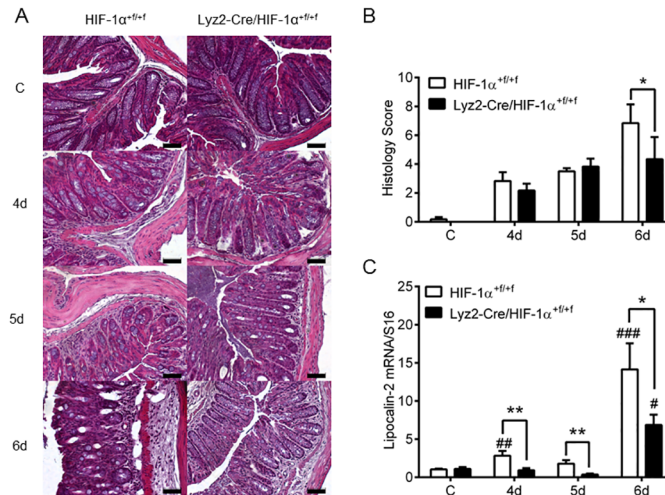 A
HIF-1α⁺ᶠ/⁺ᶠ Lyz2-Cre/HIF-1α⁺ᶠ/⁺ᶠ
C
4d
5d
6d
B
HIF-1α⁺ᶠ/⁺ᶠ
Lyz2-Cre/HIF-1α⁺ᶠ/⁺ᶠ
*
Histology Score
10
8
6
4
2
0
C 4d 5d 6d
C
HIF-1α⁺ᶠ/⁺ᶠ
Lyz2-Cre/HIF-1α⁺ᶠ/⁺ᶠ
*
###
#
**
**
##
Lipocalin-2 mRNA/S16
25
20
15
10
5
0
C 4d 5d 6d